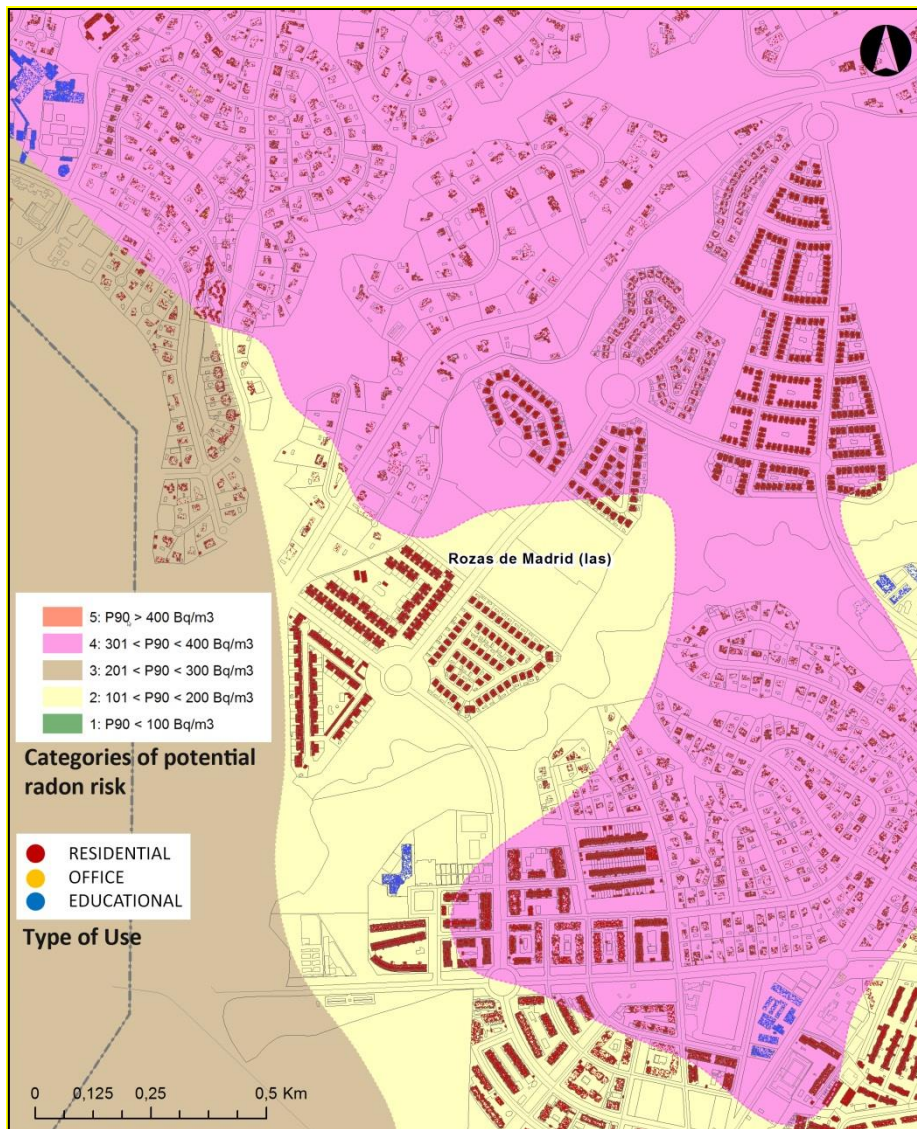 Rozas de Madrid (las)
5: P90 > 400 Bq/m3
4: 301 < P90 < 400 Bq/m3
3: 201 < P90 < 300 Bq/m3
2: 101 < P90 < 200 Bq/m3
1: P90 < 100 Bq/m3
Categories of potential
radon risk
RESIDENTIAL
OFFICE
EDUCATIONAL
Type of Use
0 0,125 0,25 0,5 Km